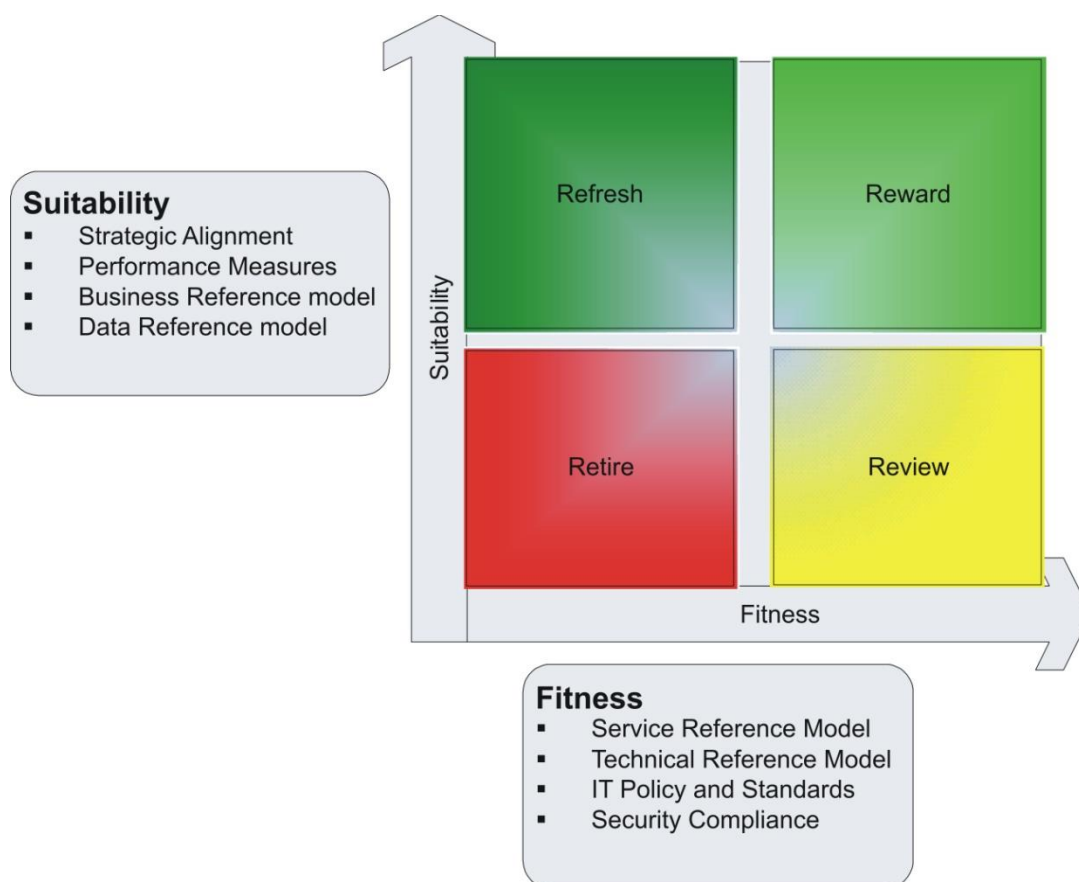 Refresh
Reward
Suitability
▪ Strategic Alignment
▪ Performance Measures
▪ Business Reference model
▪ Data Reference model
Suitability
Retire
Review
Fitness
Fitness
▪ Service Reference Model
▪ Technical Reference Model
▪ IT Policy and Standards
▪ Security Compliance